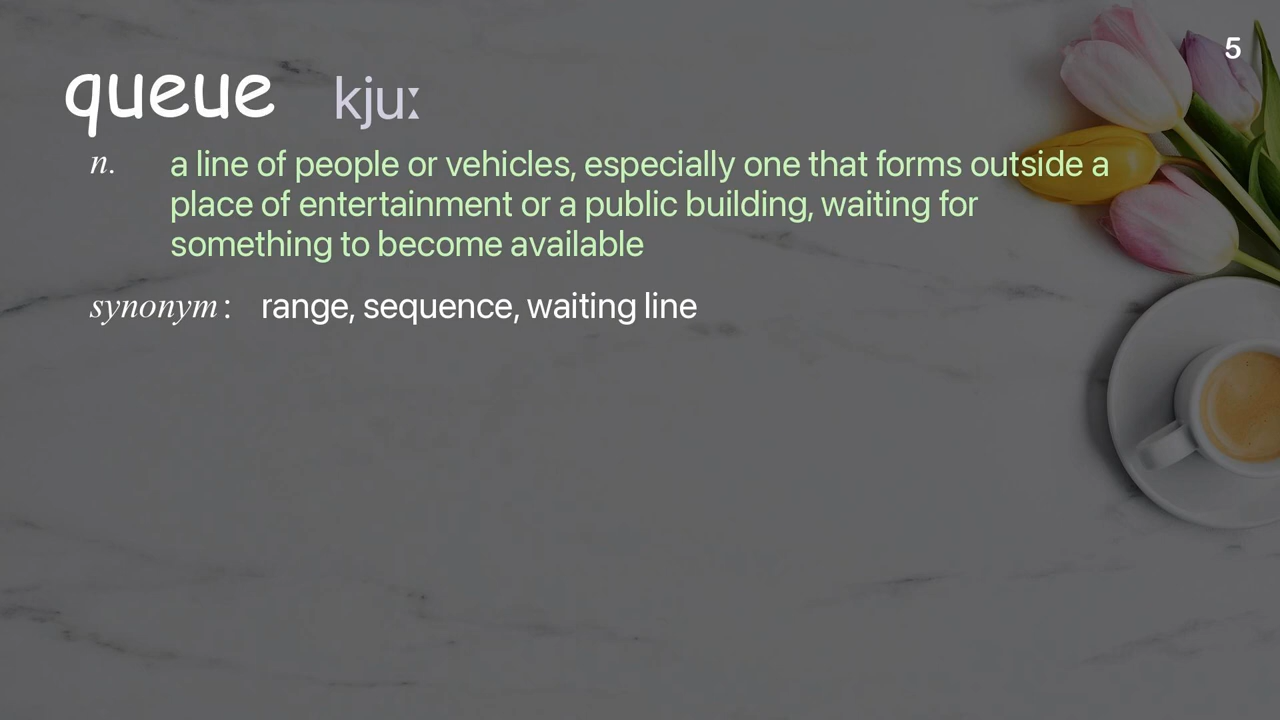 5
queue kjuː
n. a line of people or vehicles, especially one that forms outside a
place of entertainment or a public building, waiting for
something to become available
synonym : range, sequence, waiting line